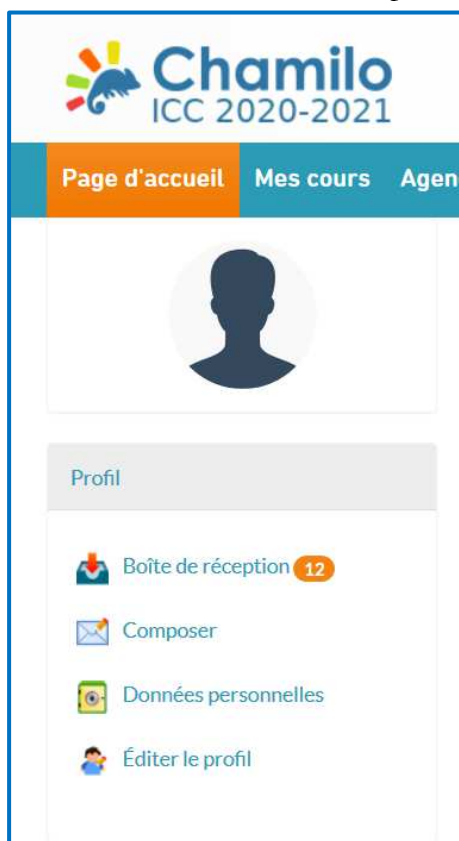 Chamilo
ICC 2020-2021
Page d'accueil Mes cours Agen
Profil
Boîte de réception 12
Composer
Données personnelles
Éditer le profil